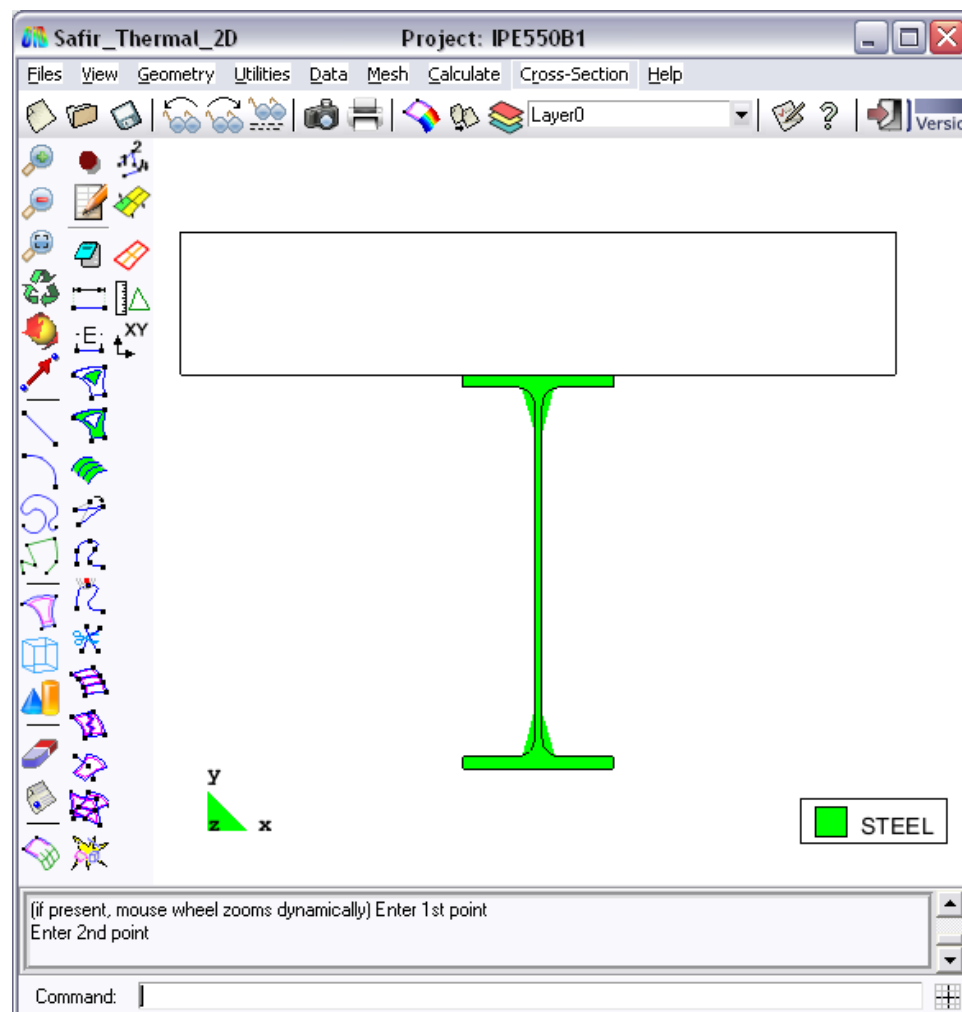 Safir_Thermal_2D Project: IPE550B1
Files View Geometry Utilities Data Mesh Calculate Cross-Section Help
Layer0
Versio
XY
E
y
z x
STEEL
(if present, mouse wheel zooms dynamically) Enter 1st point
Enter 2nd point
Command: